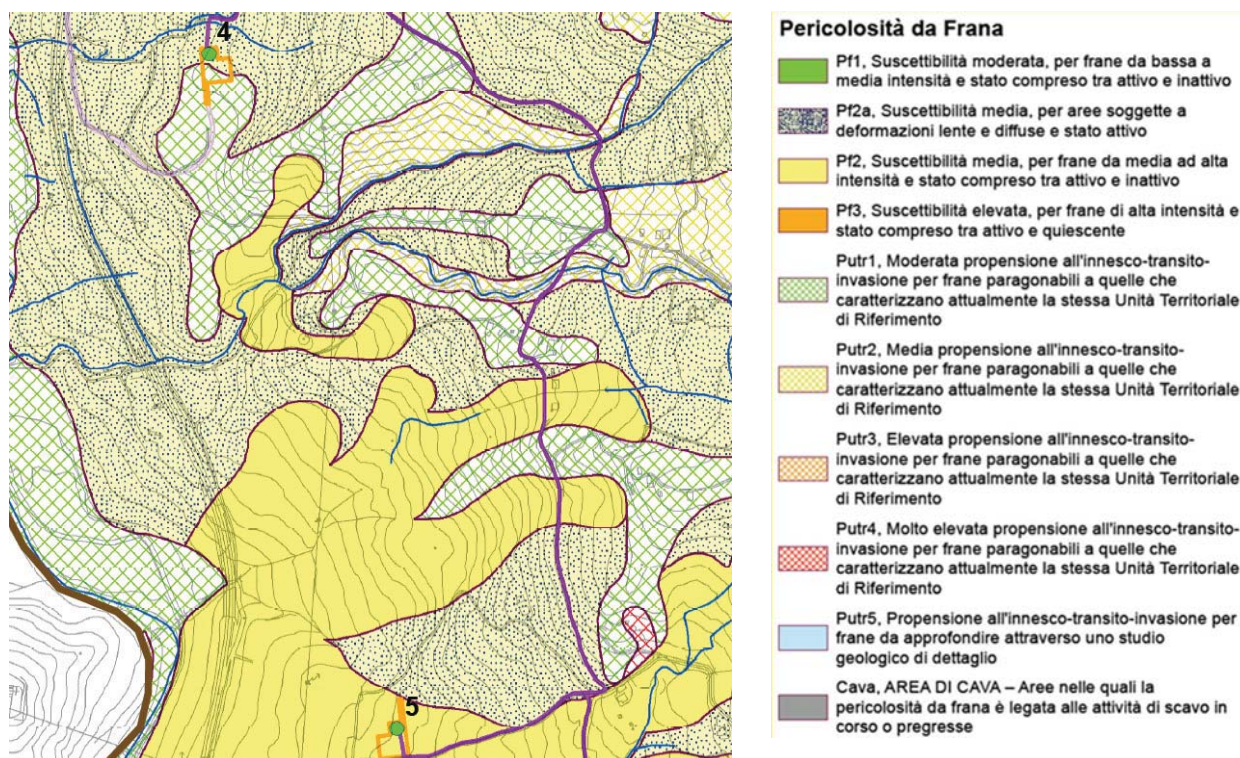 4
5
Pericolosità da Frana
Pf1, Suscettibilità moderata, per frane da bassa a
media intensità e stato compreso tra attivo e inattivo
Pf2a, Suscettibilità media, per aree soggette a
deformazioni lente e diffuse e stato attivo
Pf2, Suscettibilità media, per frane da media ad alta
intensità e stato compreso tra attivo e inattivo
Pf3, Suscettibilità elevata, per frane di alta intensità e
stato compreso tra attivo e quiescente
Putr1, Moderata propensione all'innesco-transito-
invasione per frane paragonabili a quelle che
caratterizzano attualmente la stessa Unità Territoriale
di Riferimento
Putr2, Media propensione all'innesco-transito-
invasione per frane paragonabili a quelle che
caratterizzano attualmente la stessa Unità Territoriale
di Riferimento
Putr3, Elevata propensione all'innesco-transito-
invasione per frane paragonabili a quelle che
caratterizzano attualmente la stessa Unità Territoriale
di Riferimento
Putr4, Molto elevata propensione all'innesco-transito-
invasione per frane paragonabili a quelle che
caratterizzano attualmente la stessa Unità Territoriale
di Riferimento
Putr5, Propensione all'innesco-transito-invasione per
frane da approfondire attraverso uno studio
geologico di dettaglio
Cava, AREA DI CAVA – Aree nelle quali la
pericolosità da frana è legata alle attività di scavo in
corso o pregresse